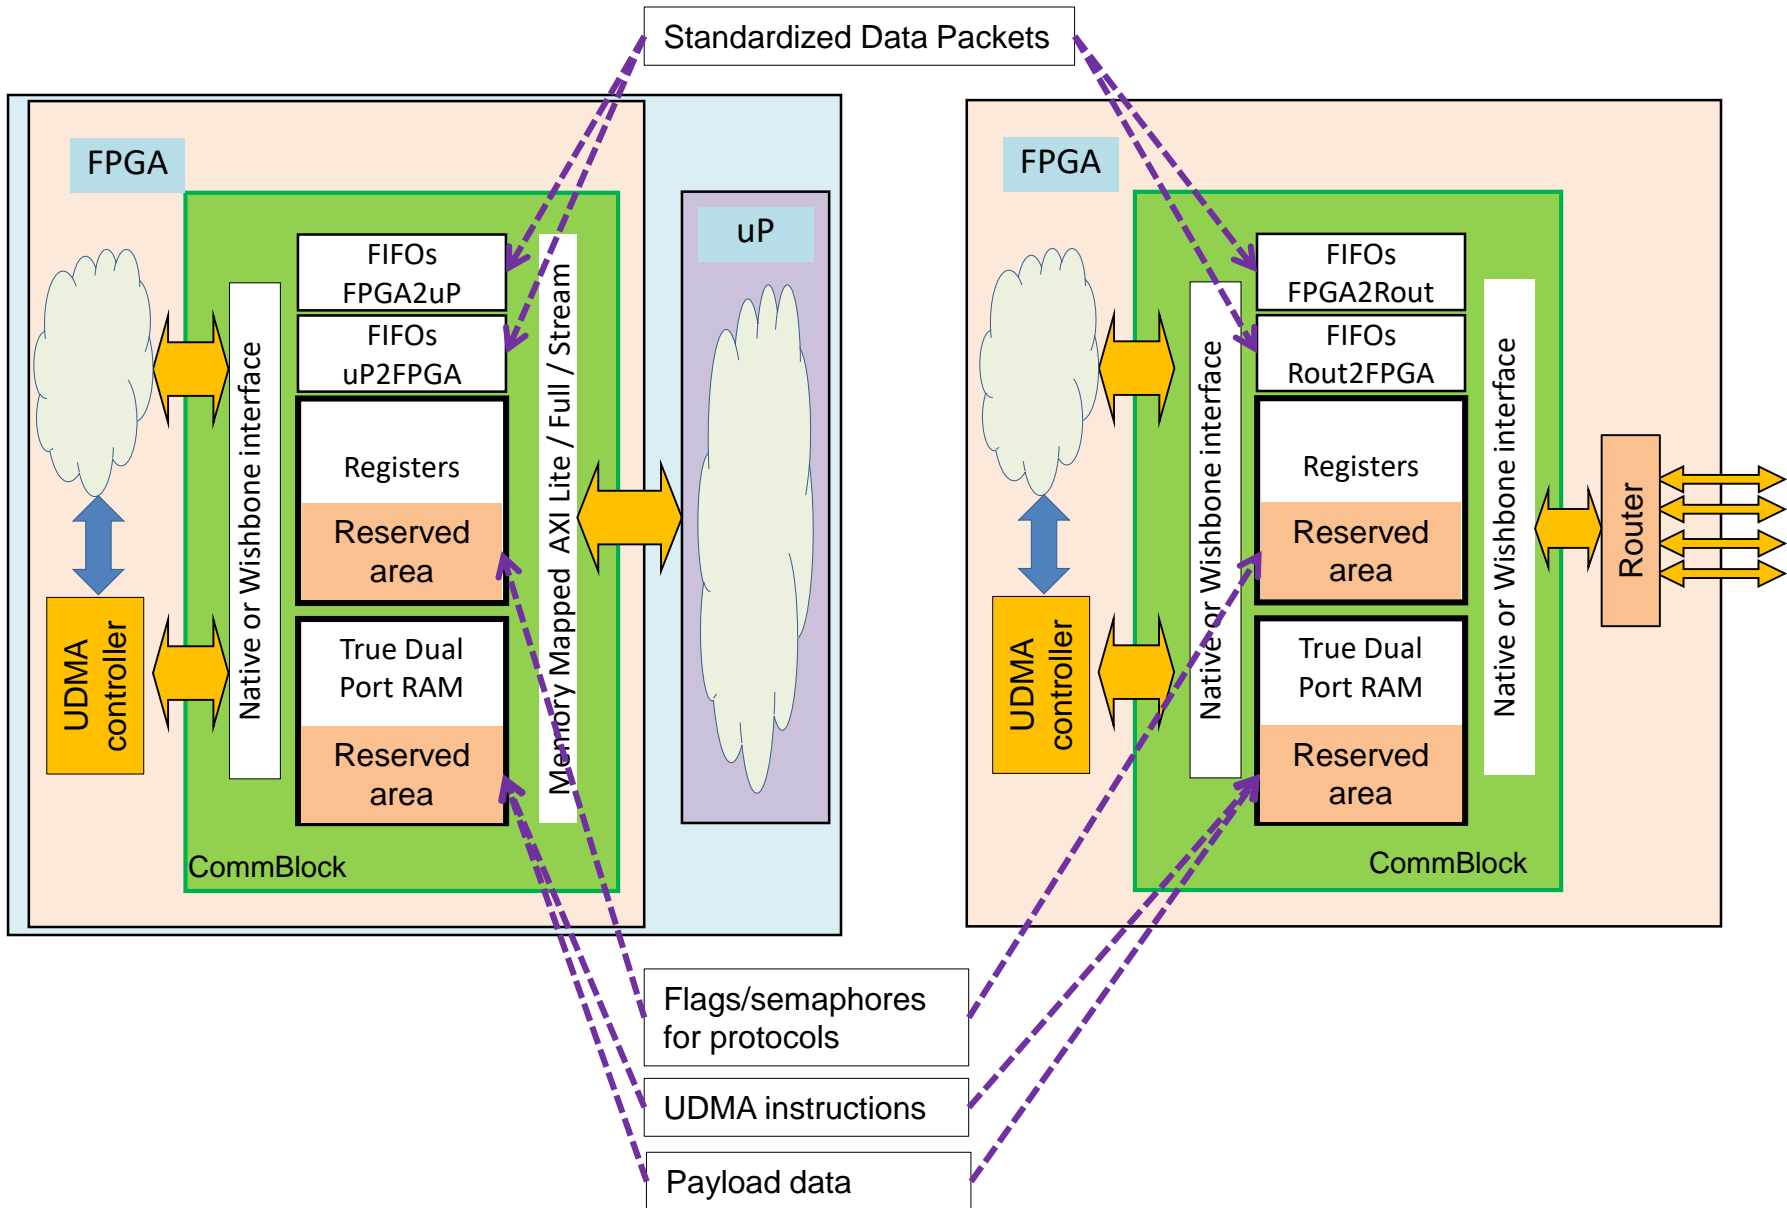 Standardized Data Packets
FPGA
FIFOs
FPGA2uP
FIFOs
uP2FPGA
Registers
Reserved
area
True Dual
Port RAM
Reserved
area
Native or Wishbone interface
Memory Mapped AXI Lite / Full / Stream
UDMA
controller
CommBlock
uP
FPGA
FIFOs
FPGA2Rout
FIFOs
Rout2FPGA
Registers
Reserved
area
True Dual
Port RAM
Reserved
area
Native or Wishbone interface
Native or Wishbone interface
UDMA
controller
CommBlock
Router
Flags/semaphores
for protocols
UDMA instructions
Payload data